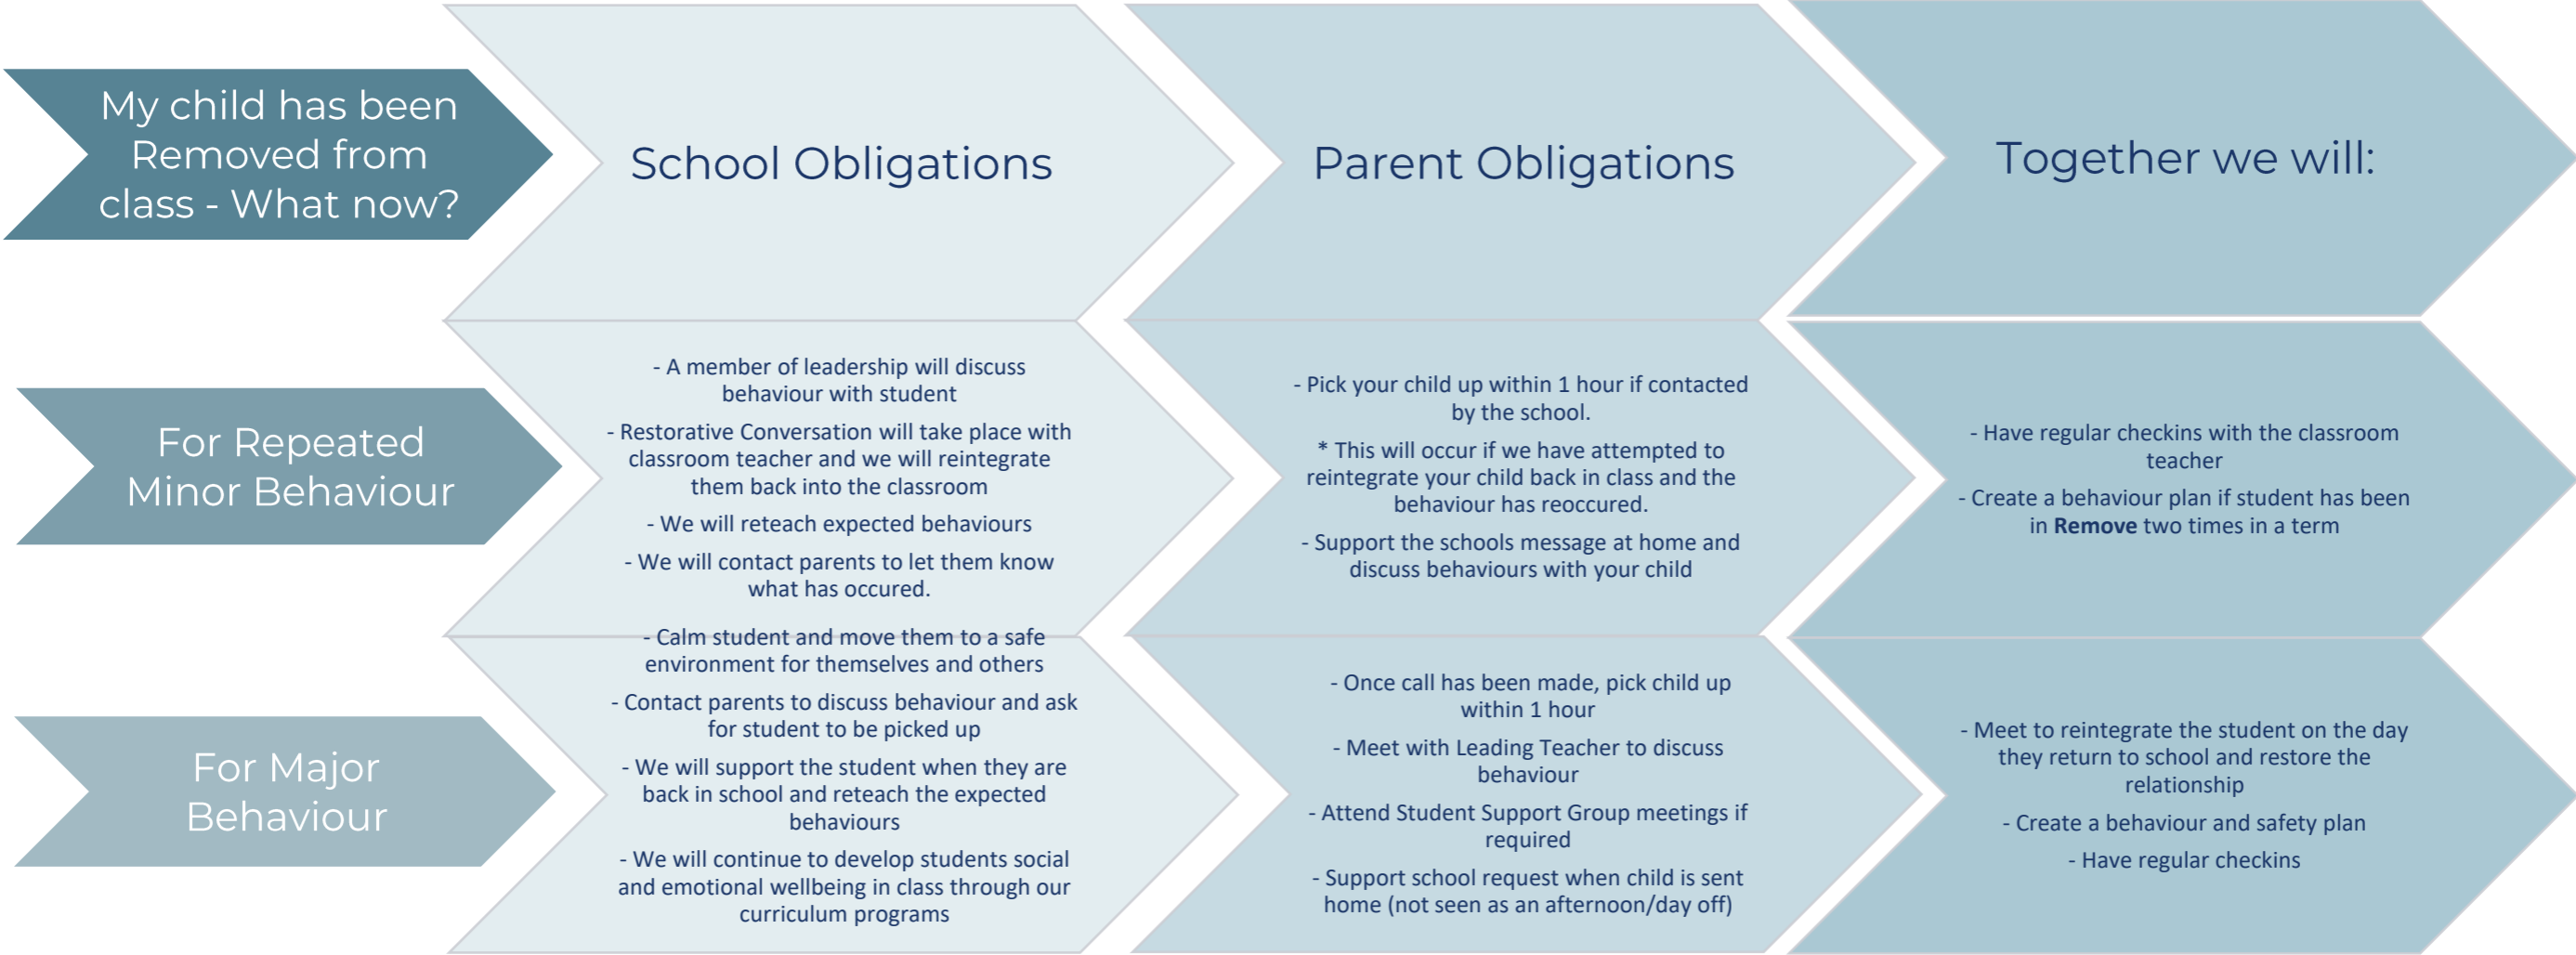 My child has been
Removed from
class - What now?
School Obligations
Parent Obligations
Together we will:
For Repeated
Minor Behaviour
- A member of leadership will discuss
behaviour with student
- Restorative Conversation will take place with
classroom teacher and we will reintegrate
them back into the classroom
- We will reteach expected behaviours
- We will contact parents to let them know
what has occured.
- Pick your child up within 1 hour if contacted
by the school.
* This will occur if we have attempted to
reintegrate your child back in class and the
behaviour has reoccured.
- Support the schools message at home and
discuss behaviours with your child
- Have regular checkins with the classroom
teacher
- Create a behaviour plan if student has been
in Remove two times in a term
For Major
Behaviour
- Calm student and move them to a safe
environment for themselves and others
- Contact parents to discuss behaviour and ask
for student to be picked up
- We will support the student when they are
back in school and reteach the expected
behaviours
- We will continue to develop students social
and emotional wellbeing in class through our
curriculum programs
- Once call has been made, pick child up
within 1 hour
- Meet with Leading Teacher to discuss
behaviour
- Attend Student Support Group meetings if
required
- Support school request when child is sent
home (not seen as an afternoon/day off)
- Meet to reintegrate the student on the day
they return to school and restore the
relationship
- Create a behaviour and safety plan
- Have regular checkins